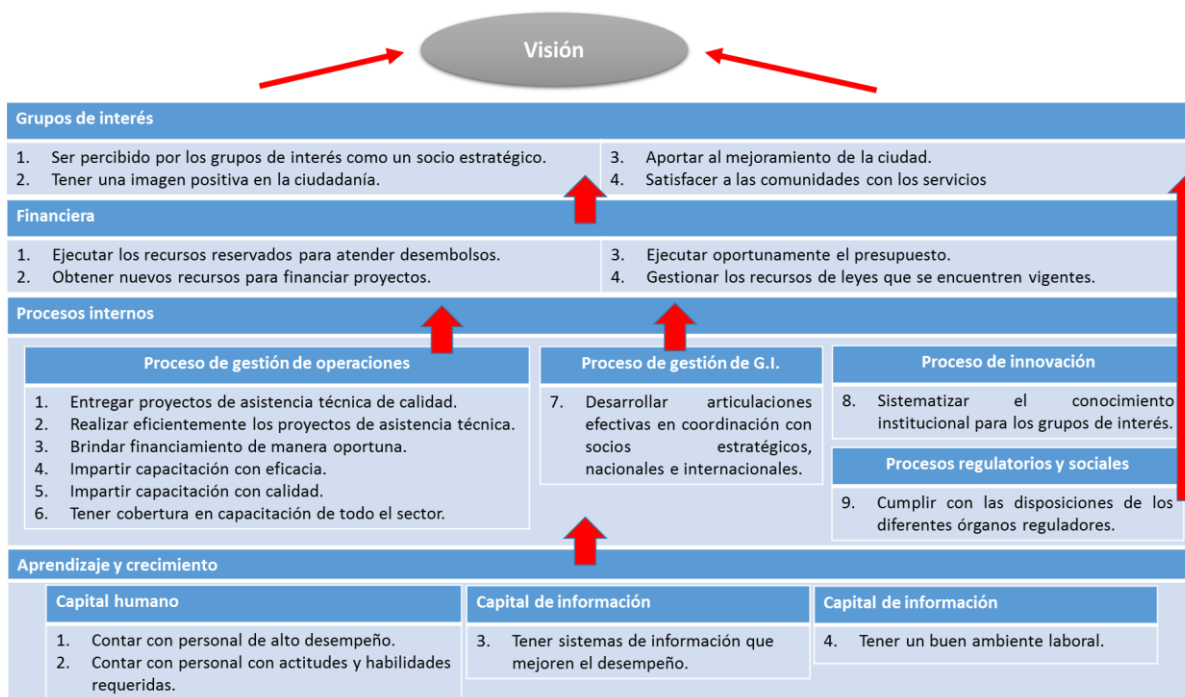 Visión
Grupos de interés
1. Ser percibido por los grupos de interés como un socio estratégico.
2. Tener una imagen positiva en la ciudadanía.
3. Aportar al mejoramiento de la ciudad.
4. Satisfacer a las comunidades con los servicios
Financiera
1. Ejecutar los recursos reservados para atender desembolsos.
2. Obtener nuevos recursos para financiar proyectos.
3. Ejecutar oportunamente el presupuesto.
4. Gestionar los recursos de leyes que se encuentren vigentes.
Procesos internos
Proceso de gestión de operaciones
1. Entregar proyectos de asistencia técnica de calidad.
2. Realizar eficientemente los proyectos de asistencia técnica.
3. Brindar financiamiento de manera oportuna.
4. Impartir capacitación con eficacia.
5. Impartir capacitación con calidad.
6. Tener cobertura en capacitación de todo el sector.
Proceso de gestión de G.I.
7. Desarrollar articulaciones
efectivas en coordinación con
socios estratégicos,
nacionales e internacionales.
Proceso de innovación
8. Sistematizar el conocimiento
institucional para los grupos de interés.
Procesos regulatorios y sociales
9. Cumplir con las disposiciones de los
diferentes órganos reguladores.
Aprendizaje y crecimiento
Capital humano
1. Contar con personal de alto desempeño.
2. Contar con personal con actitudes y habilidades
requeridas.
Capital de información
3. Tener sistemas de información que
mejoren el desempeño.
Capital de información
4. Tener un buen ambiente laboral.